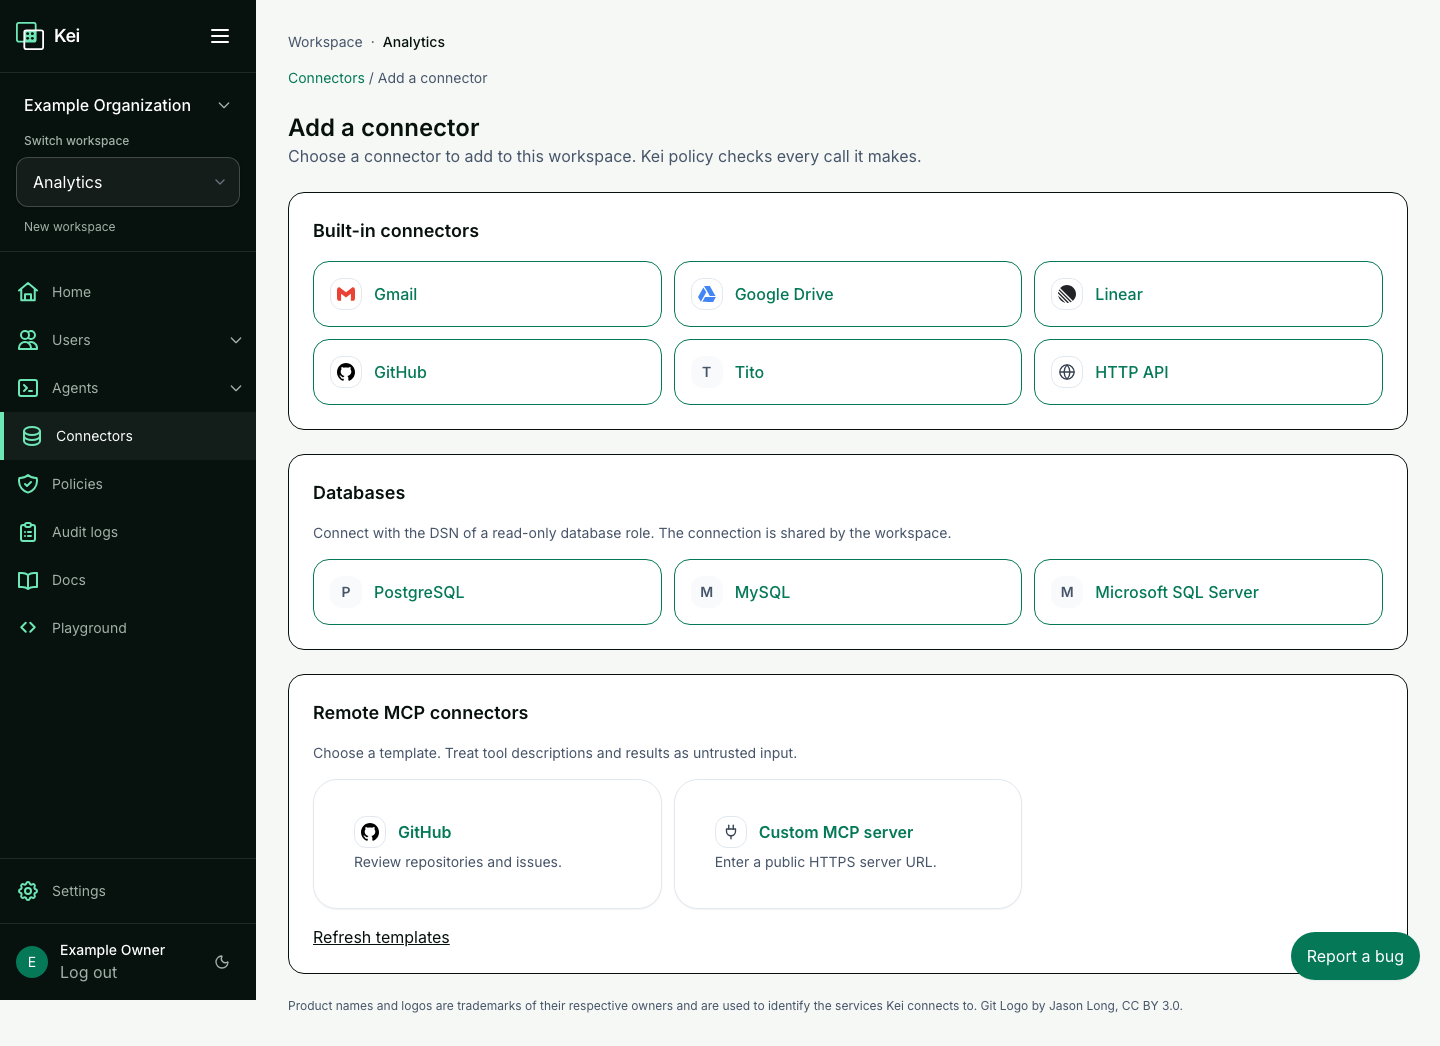 Kei
Example Organization
Switch workspace
Analytics
New workspace
Home
Users
Agents
Connectors
Policies
Audit logs
Docs
Playground
Settings
E
Example Owner
Log out
Workspace · Analytics
Connectors / Add a connector
Add a connector
Choose a connector to add to this workspace. Kei policy checks every call it makes.
Built-in connectors
Gmail
Google Drive
Linear
GitHub
T
Tito
HTTP API
Databases
Connect with the DSN of a read-only database role. The connection is shared by the workspace.
P
PostgreSQL
M
MySQL
M
Microsoft SQL Server
Remote MCP connectors
Choose a template. Treat tool descriptions and results as untrusted input.
GitHub
Review repositories and issues.
Custom MCP server
Enter a public HTTPS server URL.
Refresh templates
Report a bug
Product names and logos are trademarks of their respective owners and are used to identify the services Kei connects to. Git Logo by Jason Long, CC BY 3.0.